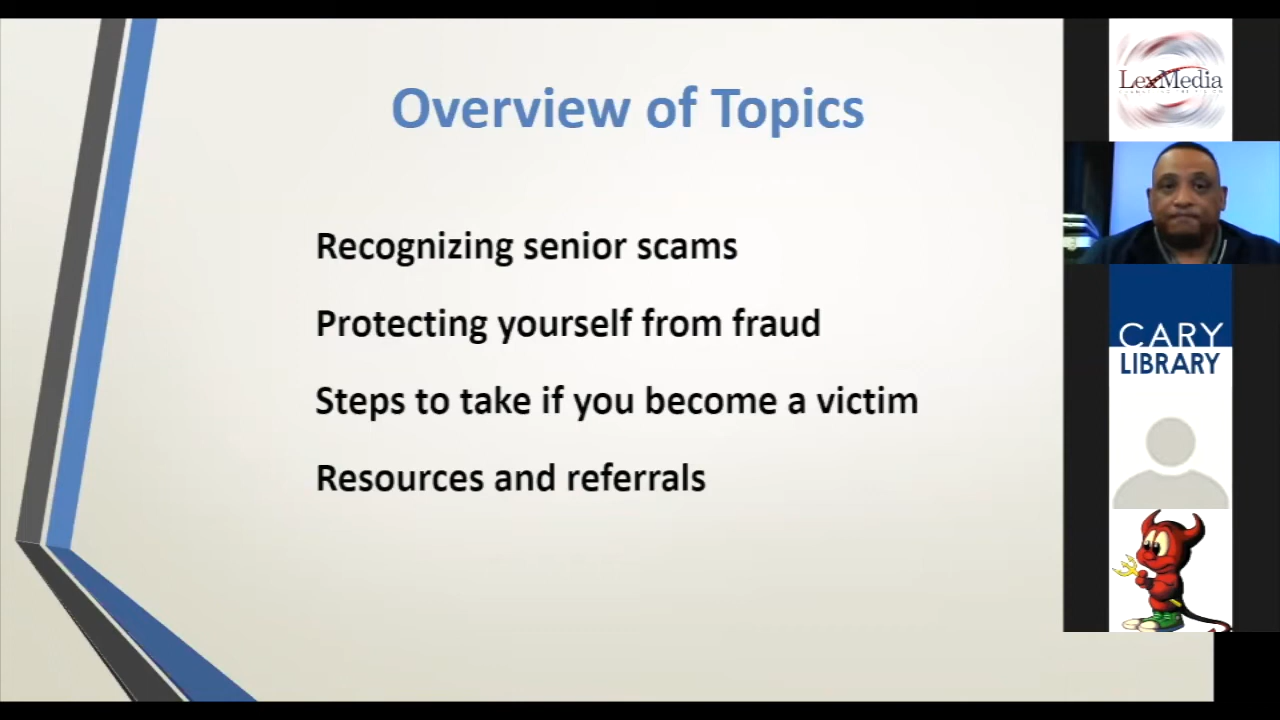 Overview of Topics
Recognizing senior scams
Protecting yourself from fraud
Steps to take if you become a victim
Resources and referrals
LexMedia
CARY
LIBRARY